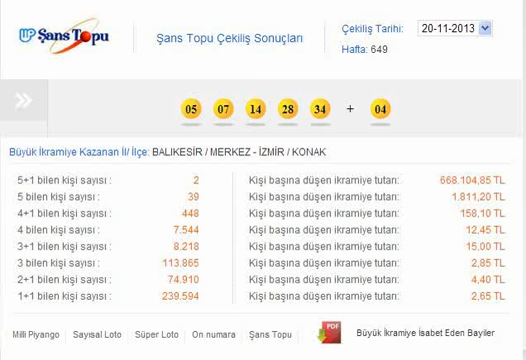 Şans Topu
Şans Topu Çekiliş Sonuçları
Çekiliş Tarihi: 20-11-2013
Hafta: 649
05 07 14 28 34 + 04
Büyük İkramiye Kazanan İl/ İlçe: BALIKESİR / MERKEZ - İZMİR / KONAK
5+1 bilen kişi sayısı : 2 Kişi başına düşen ikramiye tutarı: 668.104,85 TL
5 bilen kişi sayısı : 39 Kişi başına düşen ikramiye tutarı: 1.811,20 TL
4+1 bilen kişi sayısı : 448 Kişi başına düşen ikramiye tutarı: 158,10 TL
4 bilen kişi sayısı : 7.544 Kişi başına düşen ikramiye tutarı: 12,45 TL
3+1 bilen kişi sayısı : 8.218 Kişi başına düşen ikramiye tutarı: 15,00 TL
3 bilen kişi sayısı : 113.865 Kişi başına düşen ikramiye tutarı: 2,85 TL
2+1 bilen kişi sayısı : 74.910 Kişi başına düşen ikramiye tutarı: 4,40 TL
1+1 bilen kişi sayısı : 239.594 Kişi başına düşen ikramiye tutarı: 2,65 TL
Milli Piyango Sayısal Loto Süper Loto On numara Şans Topu PDF Büyük İkramiye İsabet Eden Bayiler